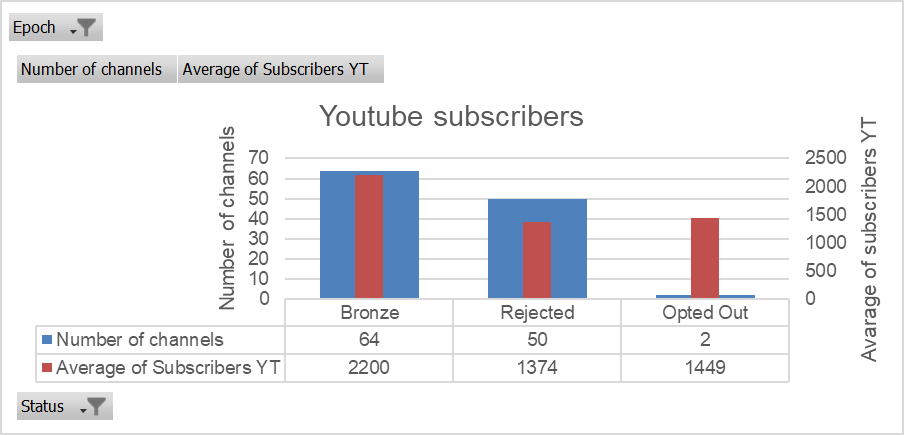 Epoch
Number of channels Average of Subscribers YT
Youtube subscribers
Number of channels
70
60
50
40
30
20
10
0
2500
2000
1500
1000
500
0
Avarage of subscribers YT
Bronze Rejected Opted Out
Number of channels 64 50 2
Average of Subscribers YT 2200 1374 1449
Status